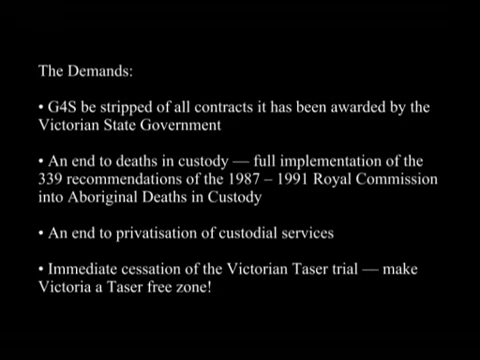 The Demands:
• G4S be stripped of all contracts it has been awarded by the
Victorian State Government
• An end to deaths in custody — full implementation of the
339 recommendations of the 1987 – 1991 Royal Commission
into Aboriginal Deaths in Custody
• An end to privatisation of custodial services
• Immediate cessation of the Victorian Taser trial — make
Victoria a Taser free zone!